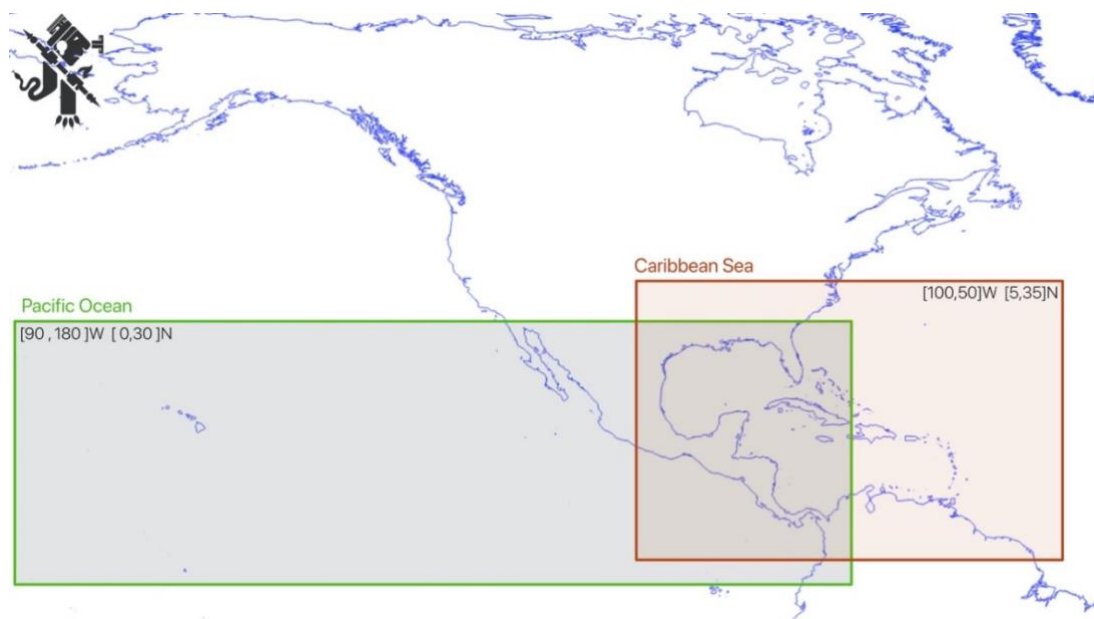 Caribbean Sea
[100,50]W [5,35]N
Pacific Ocean
[90 , 180 ]W [ 0,30 ]N